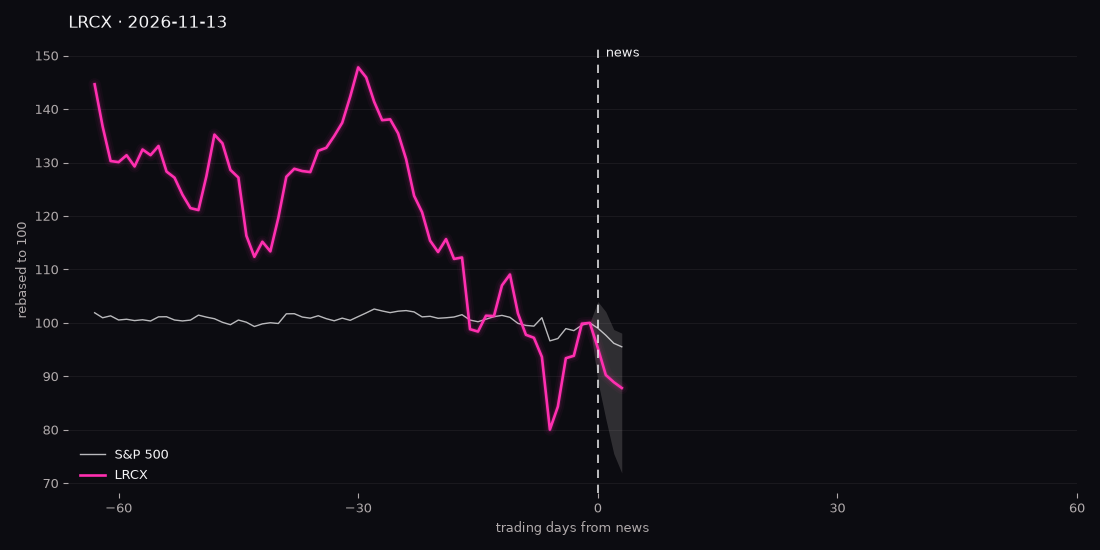 LRCX · 2026-11-13
news
150
140
130
120
110
100
90
80
70
rebased to 100
S&P 500
LRCX
−60
−30
0
30
60
trading days from news